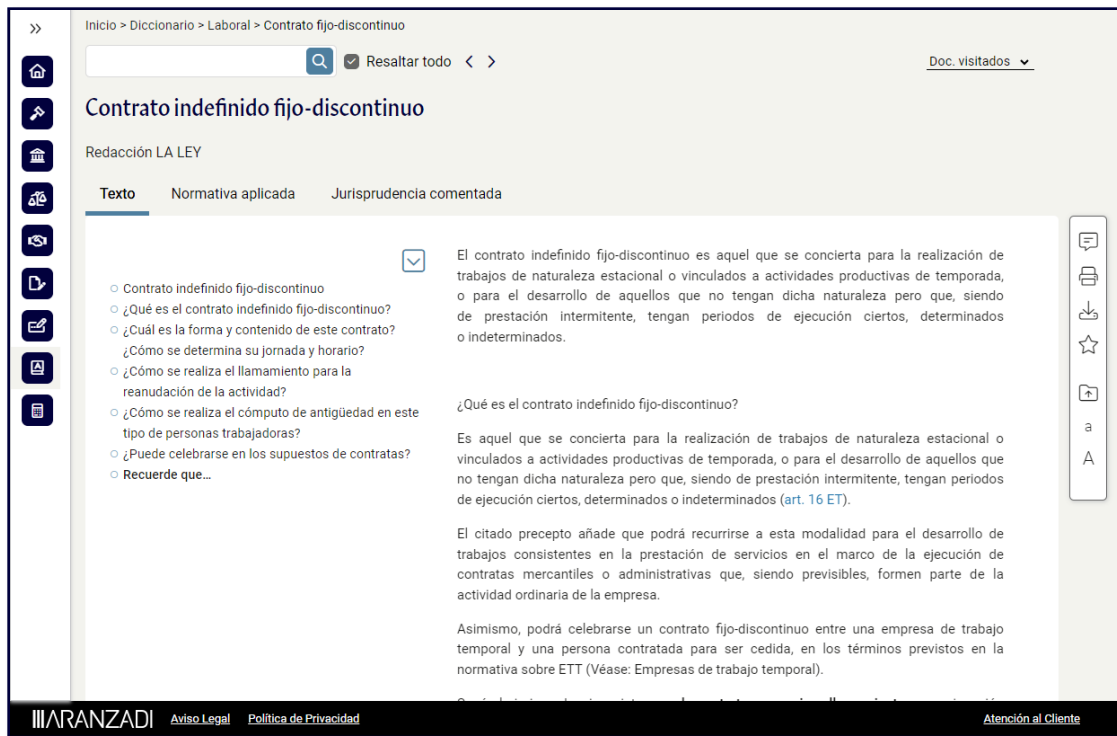 Inicio > Diccionario > Laboral > Contrato fijo-discontinuo
Resaltar todo
Doc. visitados
Contrato indefinido fijo-discontinuo
Redacción LA LEY
Texto
Normativa aplicada
Jurisprudencia comentada
Contrato indefinido fijo-discontinuo
¿Qué es el contrato indefinido fijo-discontinuo?
¿Cuál es la forma y contenido de este contrato?
¿Cómo se determina su jornada y horario?
¿Cómo se realiza el llamamiento para la
reanudación de la actividad?
¿Cómo se realiza el cómputo de antigüedad en este
tipo de personas trabajadoras?
¿Puede celebrarse en los supuestos de contratas?
Recuerde que...
El contrato indefinido fijo-discontinuo es aquel que se concierta para la realización de
trabajos de naturaleza estacional o vinculados a actividades productivas de temporada,
o para el desarrollo de aquellos que no tengan dicha naturaleza pero que, siendo
de prestación intermitente, tengan periodos de ejecución ciertos, determinados
o indeterminados.
¿Qué es el contrato indefinido fijo-discontinuo?
Es aquel que se concierta para la realización de trabajos de naturaleza estacional o
vinculados a actividades productivas de temporada, o para el desarrollo de aquellos que
no tengan dicha naturaleza pero que, siendo de prestación intermitente, tengan periodos
de ejecución ciertos, determinados o indeterminados (art. 16 ET).
El citado precepto añade que podrá recurrirse a esta modalidad para el desarrollo de
trabajos consistentes en la prestación de servicios en el marco de la ejecución de
contratas mercantiles o administrativas que, siendo previsibles, formen parte de la
actividad ordinaria de la empresa.
Asimismo, podrá celebrarse un contrato fijo-discontinuo entre una empresa de trabajo
temporal y una persona contratada para ser cedida, en los términos previstos en la
normativa sobre ETT (Véase: Empresas de trabajo temporal).
a
A
ARANZADI
Aviso Legal
Política de Privacidad
Atención al Cliente